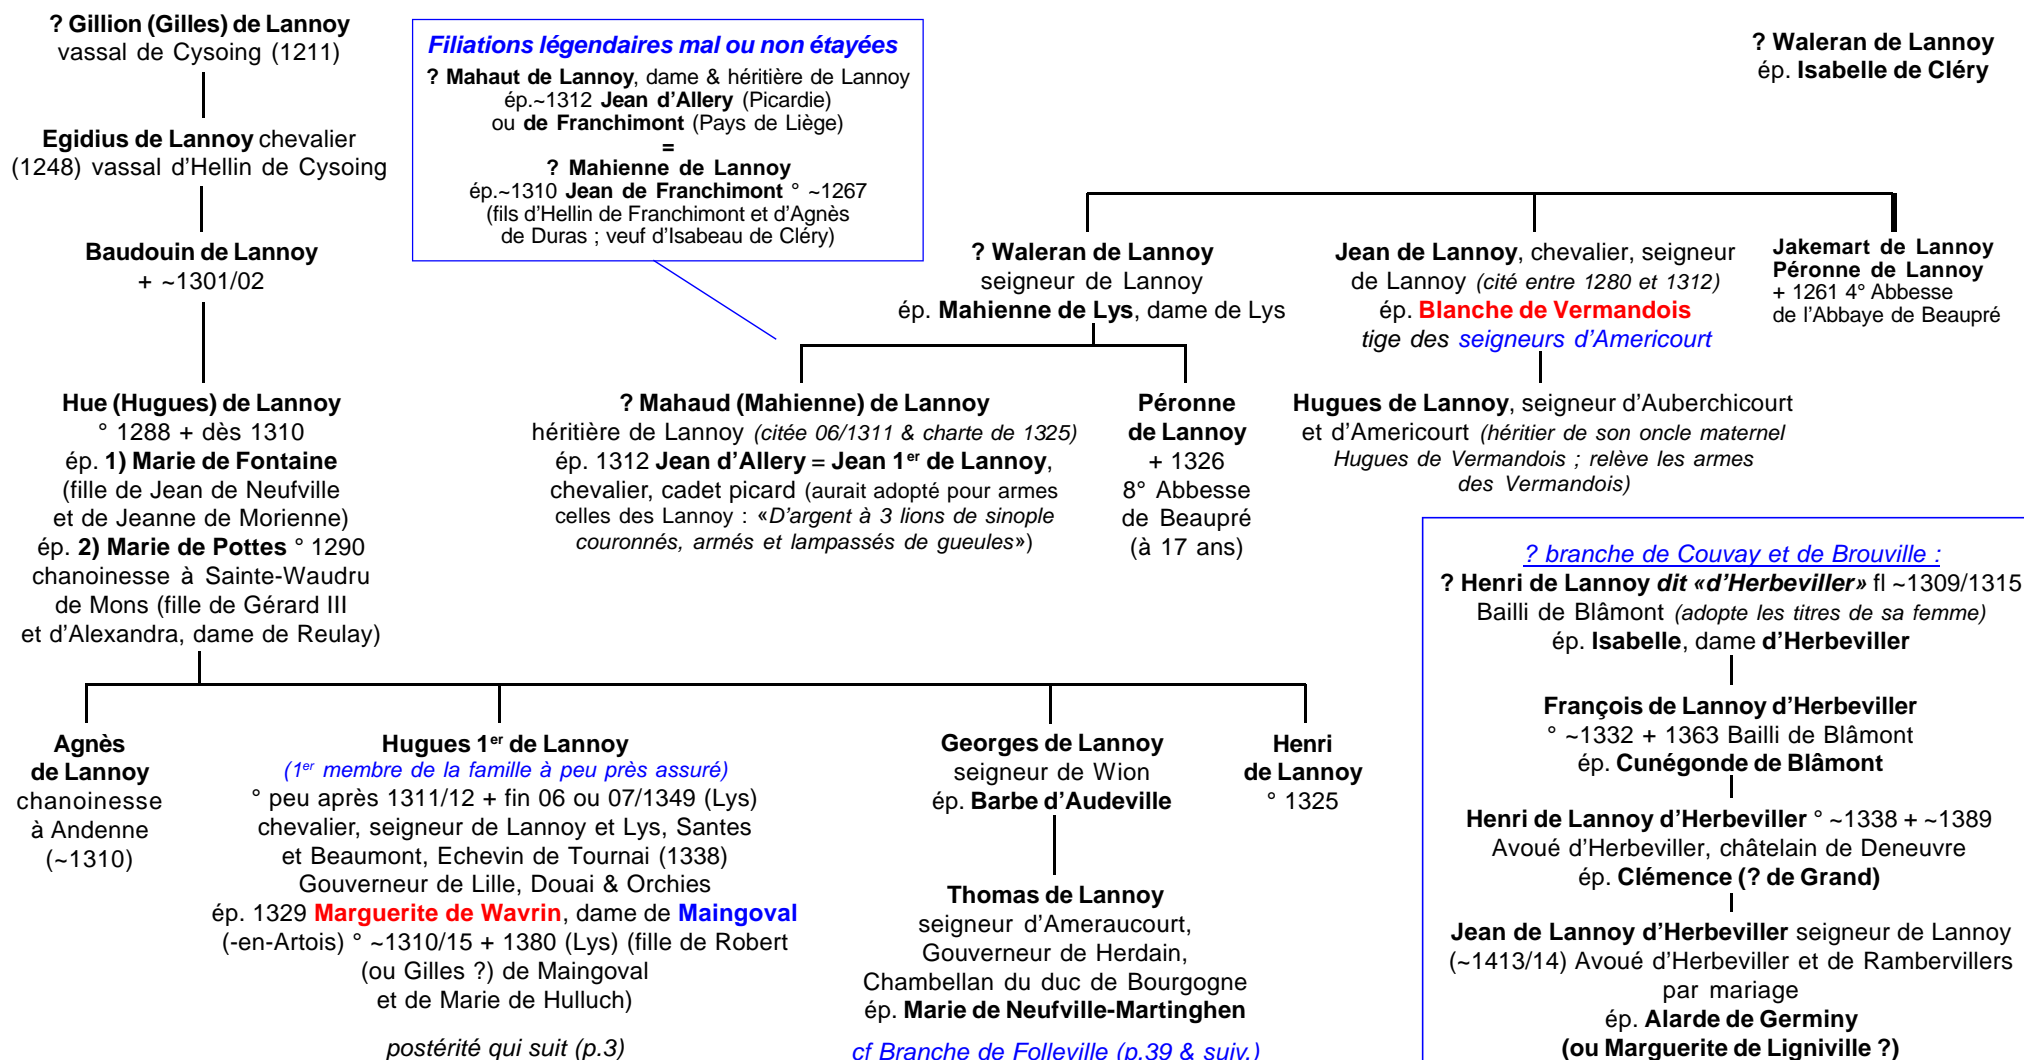 ? Gillion (Gilles) de Lannoy
vassal de Cysoing (1211)
Egidius de Lannoy chevalier
(1248) vassal d’Hellin de Cysoing
Baudouin de Lannoy
+ ~1301/02
Hue (Hugues) de Lannoy
° 1288 + dès 1310
ép. 1) Marie de Fontaine
(fille de Jean de Neufville
et de Jeanne de Morienne)
ép. 2) Marie de Pottes ° 1290
chanoinesse à Sainte-Waudru
de Mons (fille de Gérard III
et d’Alexandra, dame de Reulay)
Filiations légendaires mal ou non étayées
? Mahaut de Lannoy, dame & héritière de Lannoy
ép.~1312 Jean d’Allery (Picardie)
ou de Franchimont (Pays de Liège)
=
? Mahienne de Lannoy
ép.~1310 Jean de Franchimont ° ~1267
(fils d’Hellin de Franchimont et d’Agnès
de Duras ; veuf d’Isabeau de Cléry)
? Waleran de Lannoy
ép. Isabelle de Cléry
? Waleran de Lannoy
seigneur de Lannoy
ép. Mahienne de Lys, dame de Lys
Jean de Lannoy, chevalier, seigneur
de Lannoy (cité entre 1280 et 1312)
ép. Blanche de Vermandois
tige des seigneurs d’Americourt
Jakemart de Lannoy
Péronne de Lannoy
+ 1261 4° Abbesse
de l’Abbaye de Beaupré
? Mahaud (Mahienne) de Lannoy
héritière de Lannoy (citée 06/1311 & charte de 1325)
ép. 1312 Jean d’Allery = Jean 1er de Lannoy,
chevalier, cadet picard (aurait adopté pour armes
celles des Lannoy : «D’argent à 3 lions de sinople
couronnés, armés et lampassés de gueules»)
Péronne
de Lannoy
+ 1326
8° Abbesse
de Beaupré
(à 17 ans)
Hugues de Lannoy, seigneur d’Auberchicourt
et d’Americourt (héritier de son oncle maternel
Hugues de Vermandois ; relève les armes
des Vermandois)
Agnès
de Lannoy
chanoinesse
à Andenne
(~1310)
Hugues 1er de Lannoy
(1er membre de la famille à peu près assuré)
° peu après 1311/12 + fin 06 ou 07/1349 (Lys)
chevalier, seigneur de Lannoy et Lys, Santes
et Beaumont, Echevin de Tournai (1338)
Gouverneur de Lille, Douai & Orchies
ép. 1329 Marguerite de Wavrin, dame de Maingoval
(-en-Artois) ° ~1310/15 + 1380 (Lys) (fille de Robert
(ou Gilles ?) de Maingoval
et de Marie de Hulluch)
postérité qui suit (p.3)
Georges de Lannoy
seigneur de Wion
ép. Barbe d’Audeville
Thomas de Lannoy
seigneur d’Ameraucourt,
Gouverneur de Herdain,
Chambellan du duc de Bourgogne
ép. Marie de Neufville-Martinghen
cf Branche de Folleville (p.39 & suiv.)
Henri
de Lannoy
° 1325
? branche de Couvay et de Brouville :
? Henri de Lannoy dit «d’Herbeviller» fl ~1309/1315
Bailli de Blâmont (adopte les titres de sa femme)
ép. Isabelle, dame d’Herbeviller
François de Lannoy d’Herbeviller
° ~1332 + 1363 Bailli de Blâmont
ép. Cunégonde de Blâmont
Henri de Lannoy d’Herbeviller ° ~1338 + ~1389
Avoué d’Herbeviller, châtelain de Deneuvre
ép. Clémence (? de Grand)
Jean de Lannoy d’Herbeviller seigneur de Lannoy
(~1413/14) Avoué d’Herbeviller et de Rambervillers
par mariage
ép. Alarde de Germiny
(ou Marguerite de Ligniville ?)